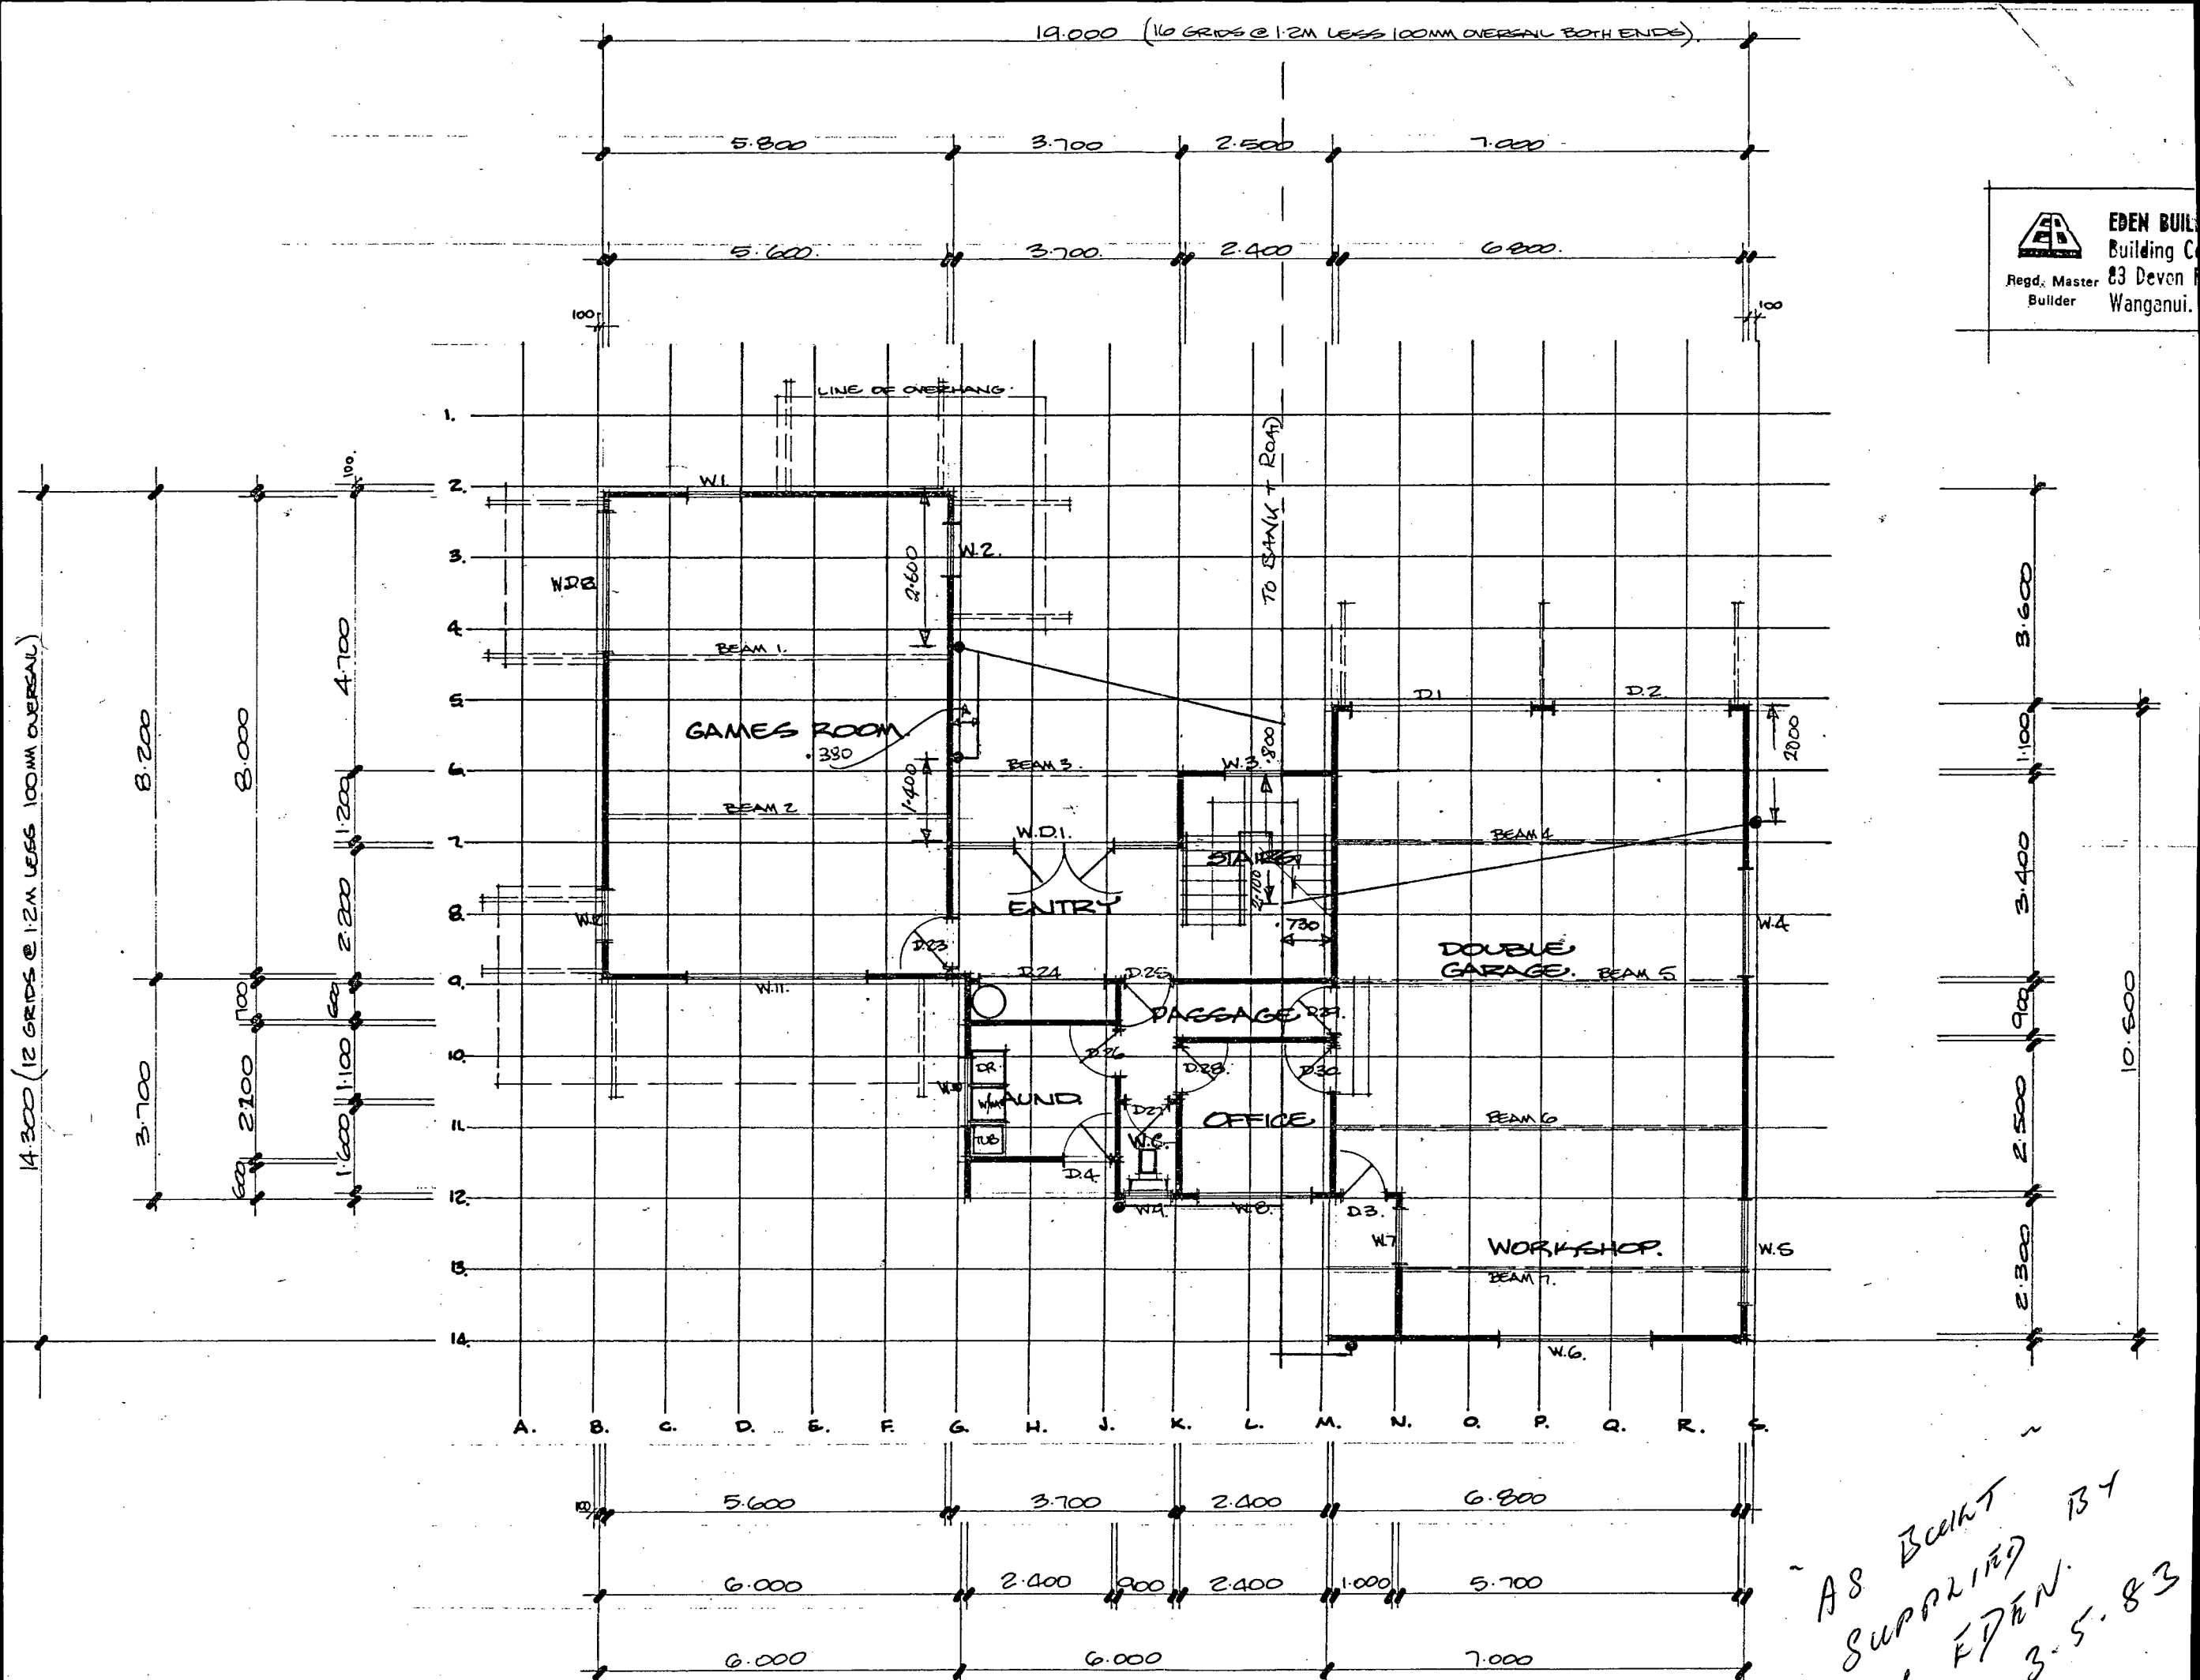 19.000 (16 GRIDS @ 1.2M LESS 100MM OVERSAIL BOTH ENDS).
5.800 3.700 2.500 7.000
5.600. 3.700. 2.400 6.800.
100 100
EDEN BUIL
Building C
Regd. Master 83 Devon
Builder Wanganui.
LINE OF OVERHANG.
1.
2.
3.
4.
5.
6.
7.
8.
9.
10.
11.
12.
13.
14.
14.300 (12 GRIDS @ 1.2M LESS 100MM OVERSAIL)
8.200
3.700
8.000
100
2.100
600
100.
4.700
1.200
2.200
600
1.100
1.600
W.1.
W.2.
2.600
TO BANK + ROAD
BEAM 1.
D.1 D.2
GAMES ROOM.
.380
2000
BEAM 3.
W.3.
.800
1.400
BEAM 2
W.D.1.
BEAM 4
STAIRS
2.100
ENTRY
.730
W.4
DOUBLE
GARAGE.
BEAM 5
D.23
D.24 D.25
W.11.
PASSAGE
D.29.
D.26
D.28. D.30.
DR.
W/M
TUB
LAUND.
D.27
W.C.
OFFICE
BEAM 6
D.4
W.9. W.8. D.3.
W.7
WORKSHOP.
W.5
BEAM 7.
W.6.
3.600
1.100
3.400
900
2.500
2.300
10.600
A. B. C. D. E. F. G. H. J. K. L. M. N. O. P. Q. R. S.
100 5.600 3.700 2.400 6.800
6.000 2.400 900 2.400 1.000 5.700
6.000 6.000 7.000
AS BUILT
SUPPLIED BY
EDEN.
3.5.83